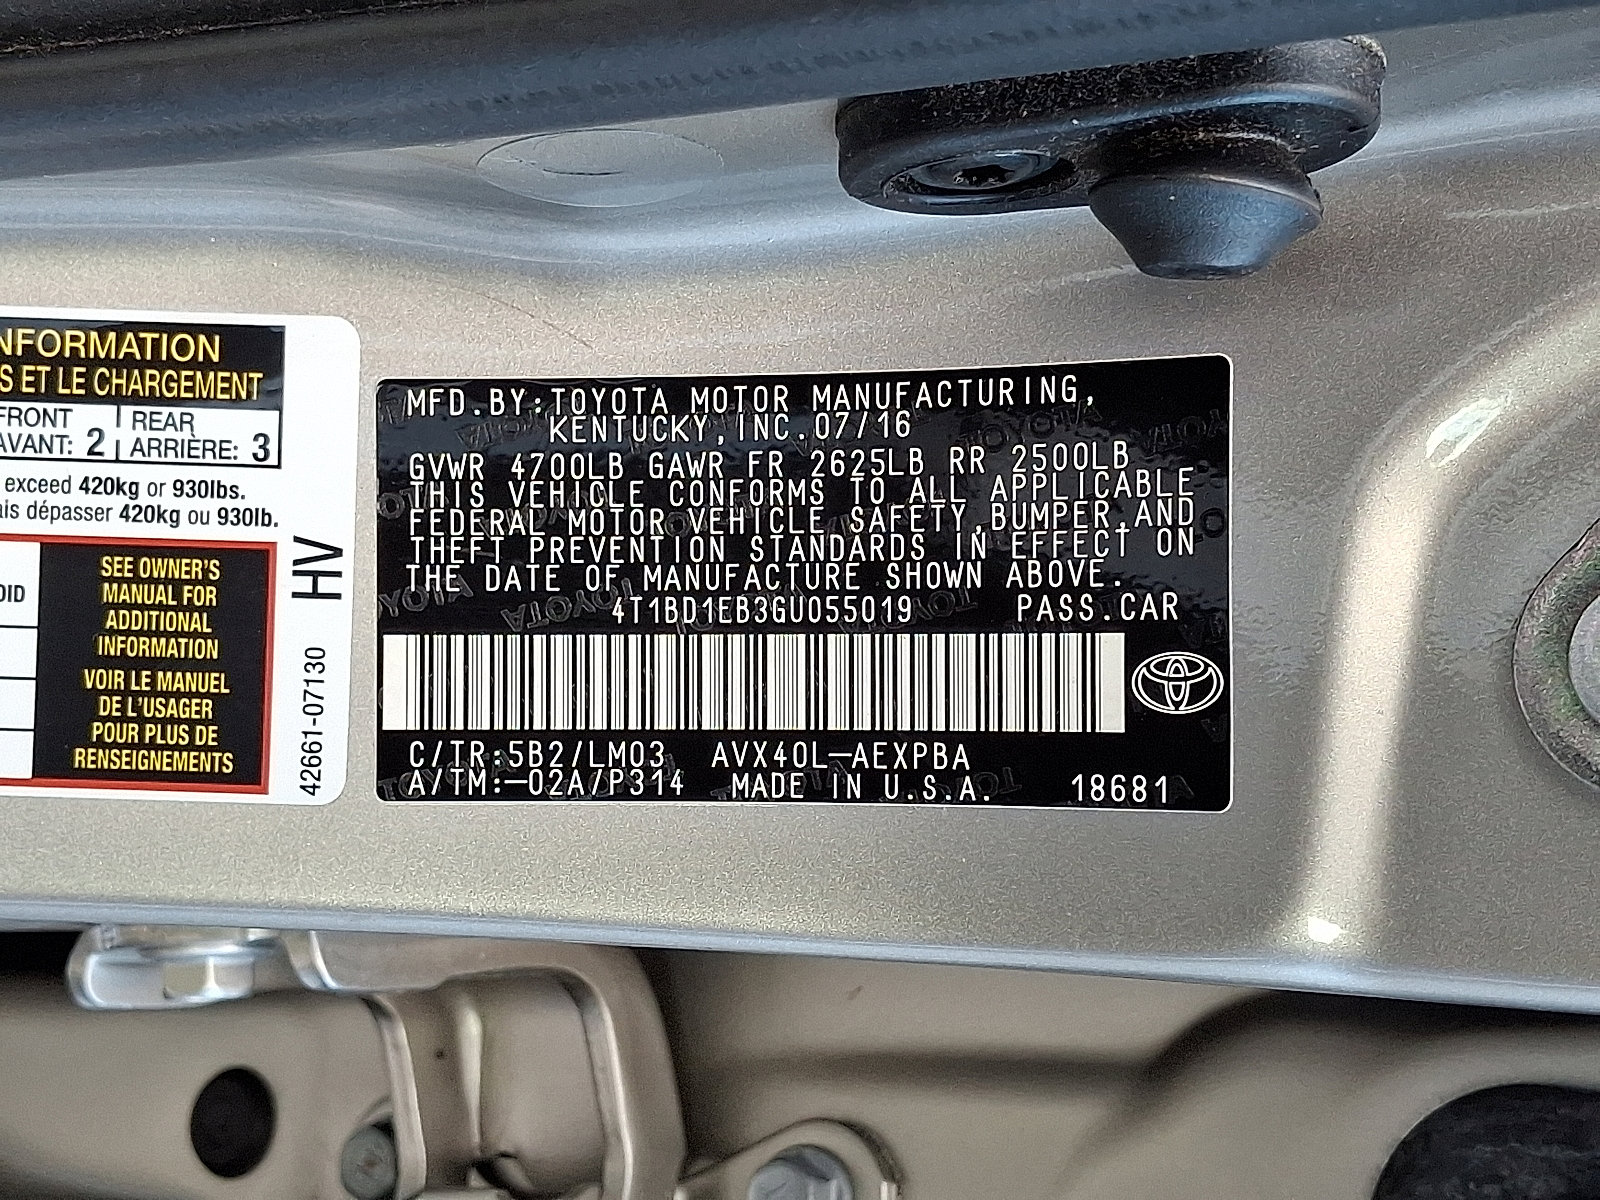 NFORMATION
S ET LE CHARGEMENT
FRONT REAR
AVANT: 2 ARRIÈRE: 3
exceed 420kg or 930lbs.
ais dépasser 420kg ou 930lb.
OID
SEE OWNER'S
MANUAL FOR
ADDITIONAL
INFORMATION
VOIR LE MANUEL
DE L'USAGER
POUR PLUS DE
RENSEIGNEMENTS
HV
42661-07130
MFD.BY:TOYOTA MOTOR MANUFACTURING,
KENTUCKY,INC.07/16
GVWR 4700LB GAWR FR 2625LB RR 2500LB
THIS VEHICLE CONFORMS TO ALL APPLICABLE
FEDERAL MOTOR VEHICLE SAFETY,BUMPER,AND
THEFT PREVENTION STANDARDS IN EFFECT ON
THE DATE OF MANUFACTURE SHOWN ABOVE.
4T1BD1EB3GU055019 PASS.CAR
C/TR:5B2/LM03 AVX40L—AEXPBA
A/TM:—02A/P314 MADE IN U.S.A. 18681